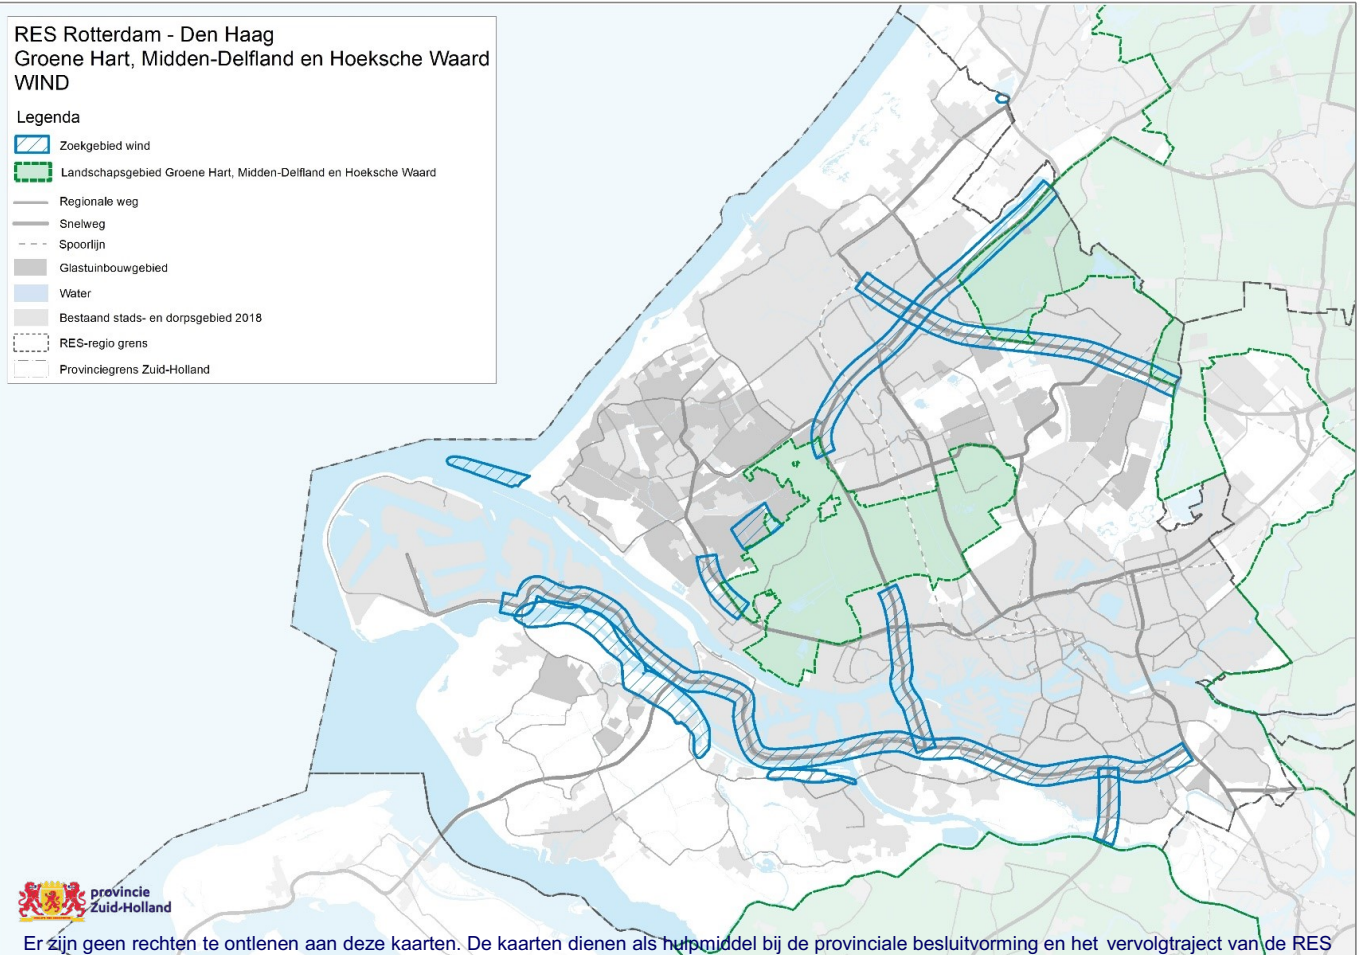 RES Rotterdam - Den Haag
Groene Hart, Midden-Delfland en Hoeksche Waard
WIND
Legenda
Zoekgebied wind
Landschapsgebied Groene Hart, Midden-Delfland en Hoeksche Waard
Regionale weg
Snelweg
Spoorlijn
Glastuinbouwgebied
Water
Bestaand stads- en dorpsgebied 2018
RES-regio grens
Provinciegrens Zuid-Holland
provincie
Zuid-Holland
Er zijn geen rechten te ontlenen aan deze kaarten. De kaarten dienen als hulpmiddel bij de provinciale besluitvorming en het vervolgtraject van de RES